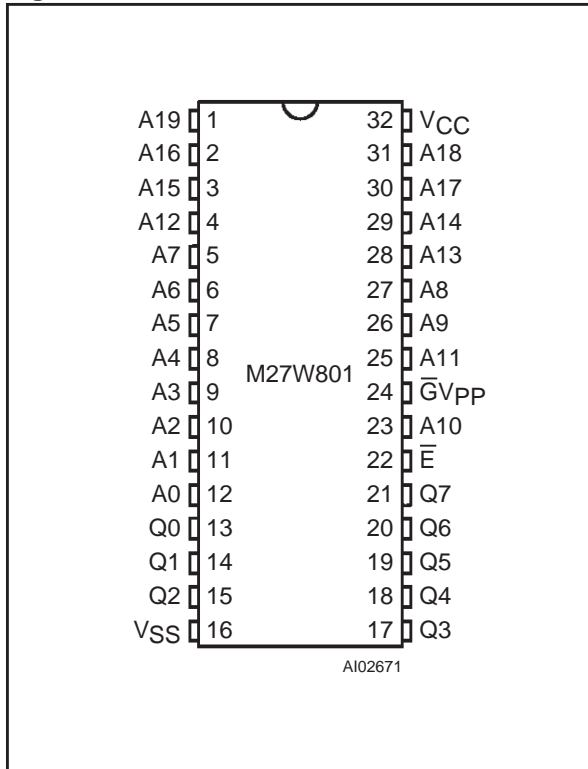 A19 1 32 VCC
A16 2 31 A18
A15 3 30 A17
A12 4 29 A14
A7 5 28 A13
A6 6 27 A8
A5 7 26 A9
A4 8 25 A11
M27W801
A3 9 24 G̅VPP
A2 10 23 A10
A1 11 22 E̅
A0 12 21 Q7
Q0 13 20 Q6
Q1 14 19 Q5
Q2 15 18 Q4
VSS 16 17 Q3
AI02671